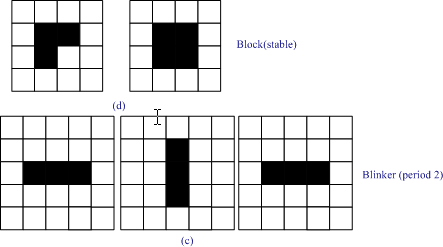 Block(stable)
(d)
Blinker (period 2)
(c)